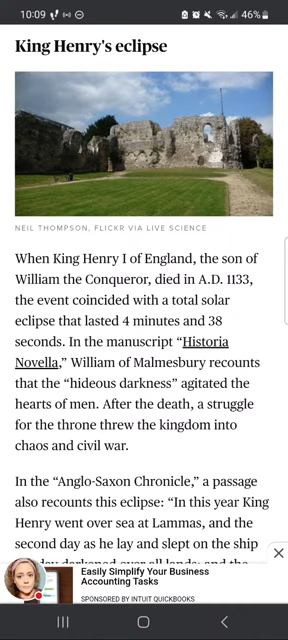 10:09
46%
King Henry's eclipse
NEIL THOMPSON, FLICKR VIA LIVE SCIENCE
When King Henry I of England, the son of
William the Conqueror, died in A.D. 1133,
the event coincided with a total solar
eclipse that lasted 4 minutes and 38
seconds. In the manuscript “Historia
Novella,” William of Malmesbury recounts
that the “hideous darkness” agitated the
hearts of men. After the death, a struggle
for the throne threw the kingdom into
chaos and civil war.
In the “Anglo-Saxon Chronicle,” a passage
also recounts this eclipse: “In this year King
Henry went over sea at Lammas, and the
second day as he lay and slept on the ship
darkened over all lands; and the
Easily Simplify Your Business
Accounting Tasks
SPONSORED BY INTUIT QUICKBOOKS